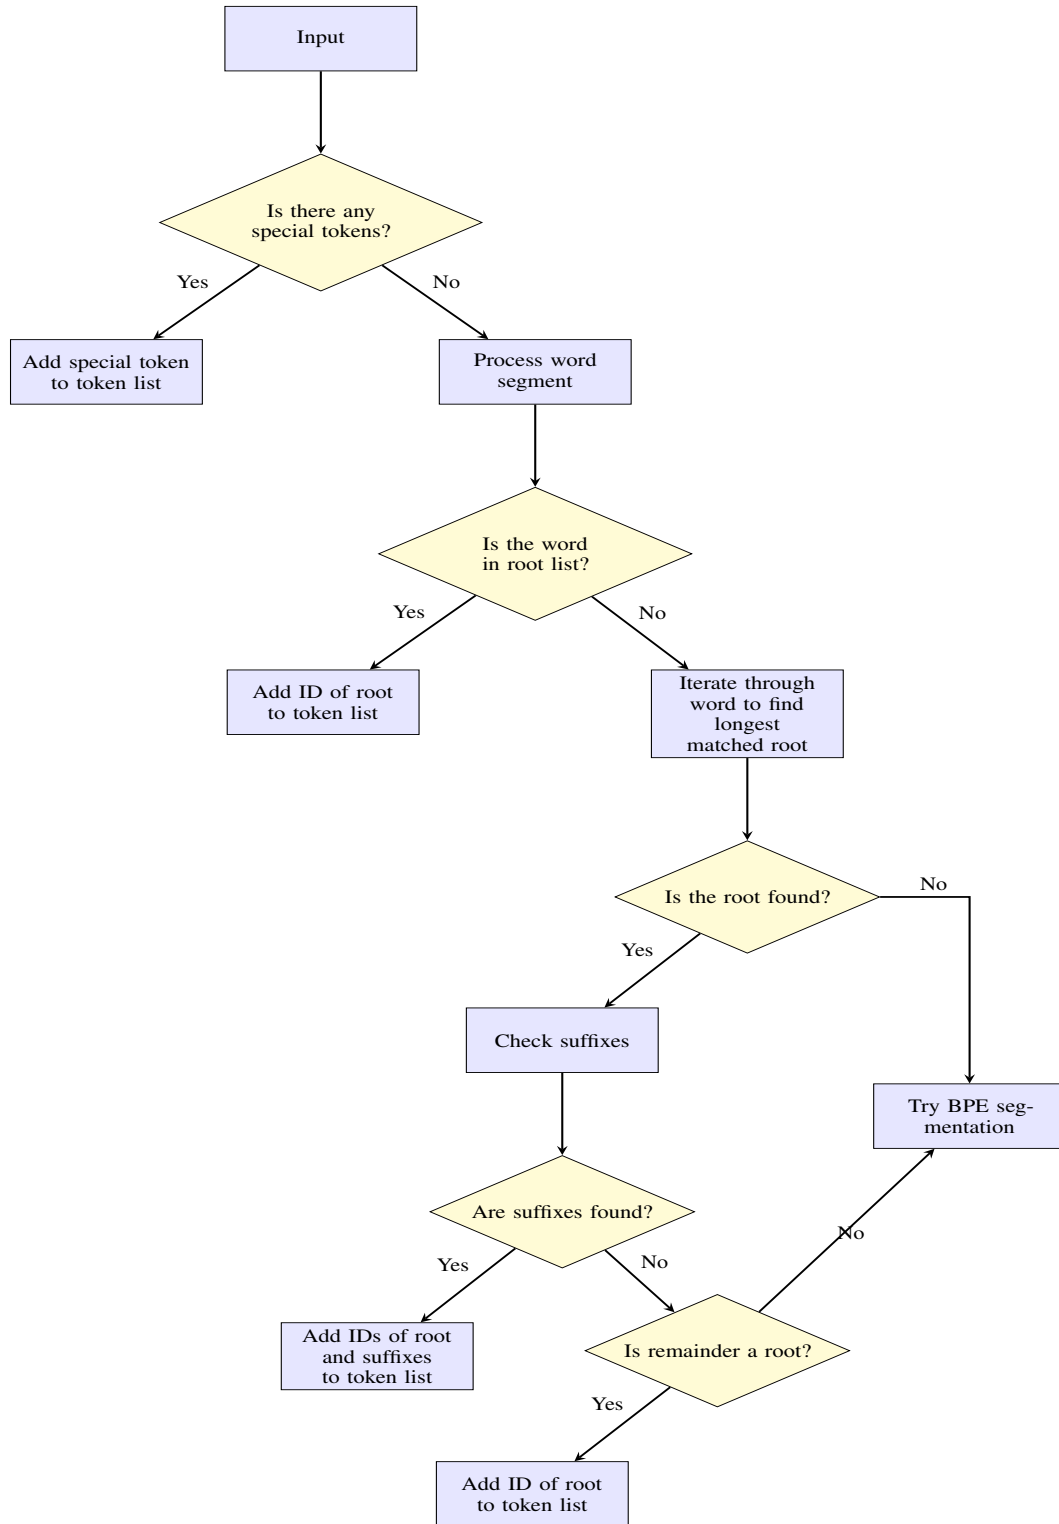 Input
Is there any
special tokens?
Yes
No
Add special token
to token list
Process word
segment
Is the word
in root list?
Yes
No
Add ID of root
to token list
Iterate through
word to find
longest
matched root
Is the root found?
No
Yes
Check suffixes
Try BPE seg-
mentation
Are suffixes found?
No
Yes
No
Add IDs of root
and suffixes
to token list
Is remainder a root?
Yes
Add ID of root
to token list